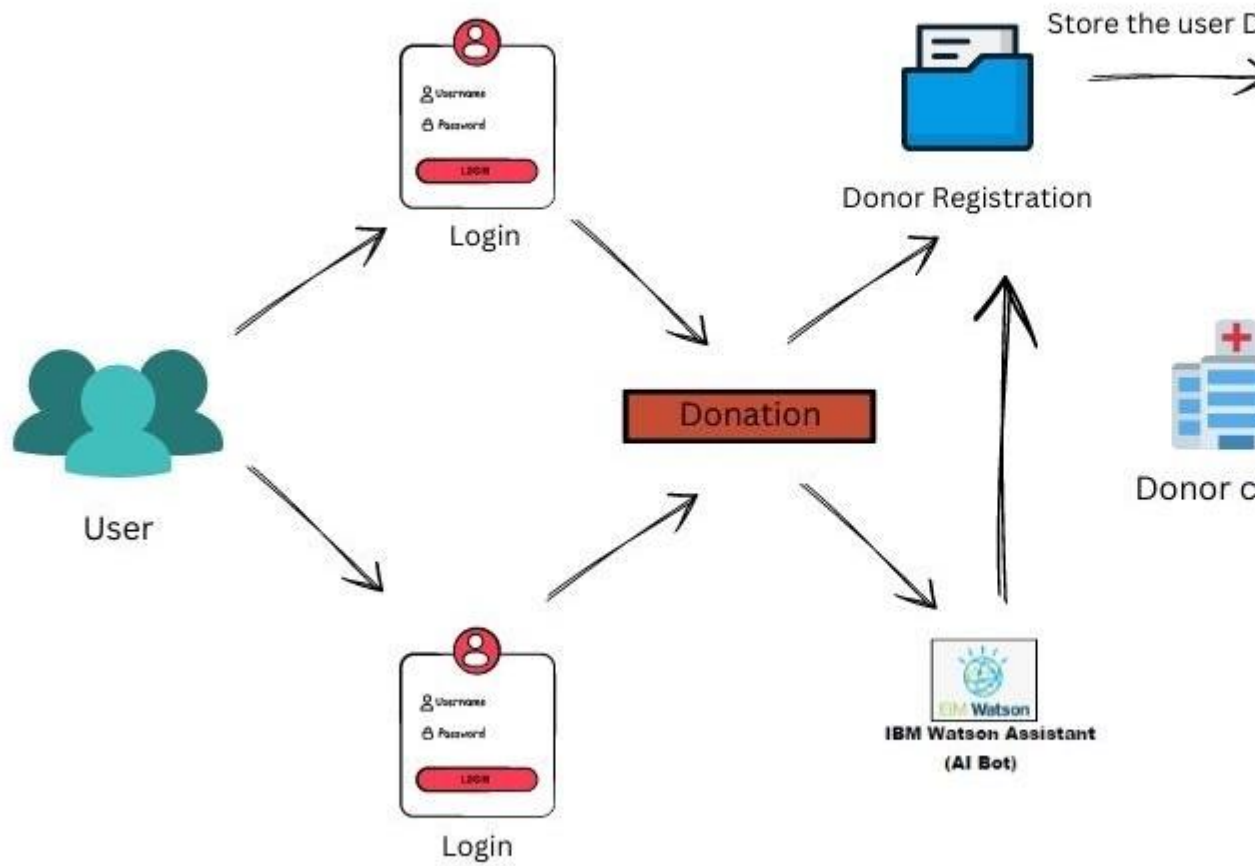 Store the user D
Username
Password
LOGIN
Login
Donor Registration
Donation
User
Donor c
Username
Password
LOGIN
Login
IBM Watson
IBM Watson Assistant
(AI Bot)